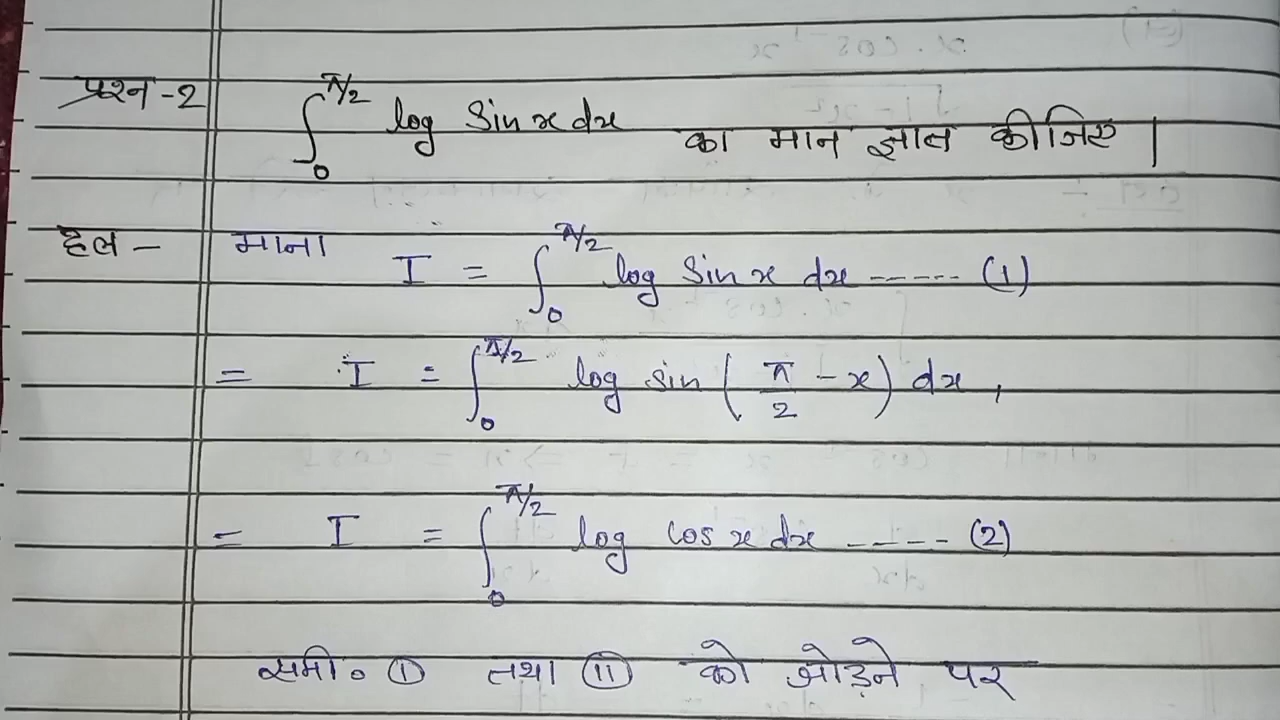 प्रश्न-2 ∫₀^π/2 log Sin x dx का मान ज्ञात कीजिए |
हल - माना I = ∫₀^π/2 log Sin x dx ----- (1)
= I = ∫₀^π/2 log sin (π/2 - x) dx ,
= I = ∫₀^π/2 log cos x dx ----- (2)
समी० ① तथा ⑪ को जोड़ने पर